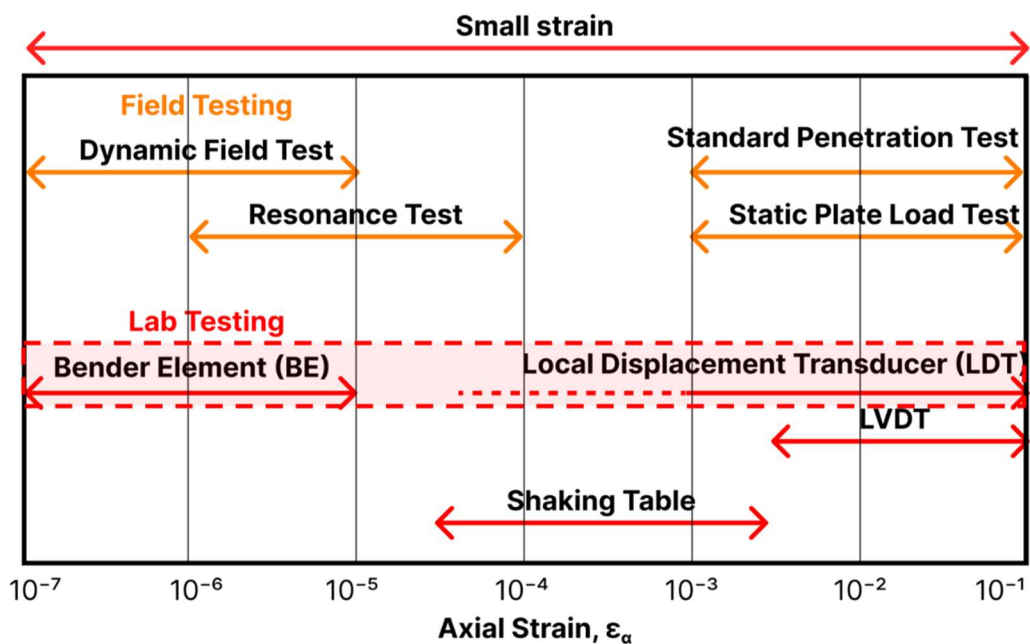 Small strain
Field Testing
Dynamic Field Test
Standard Penetration Test
Resonance Test
Static Plate Load Test
Lab Testing
Bender Element (BE)
Local Displacement Transducer (LDT)
LVDT
Shaking Table
10⁻⁷ 10⁻⁶ 10⁻⁵ 10⁻⁴ 10⁻³ 10⁻² 10⁻¹
Axial Strain, εₐ